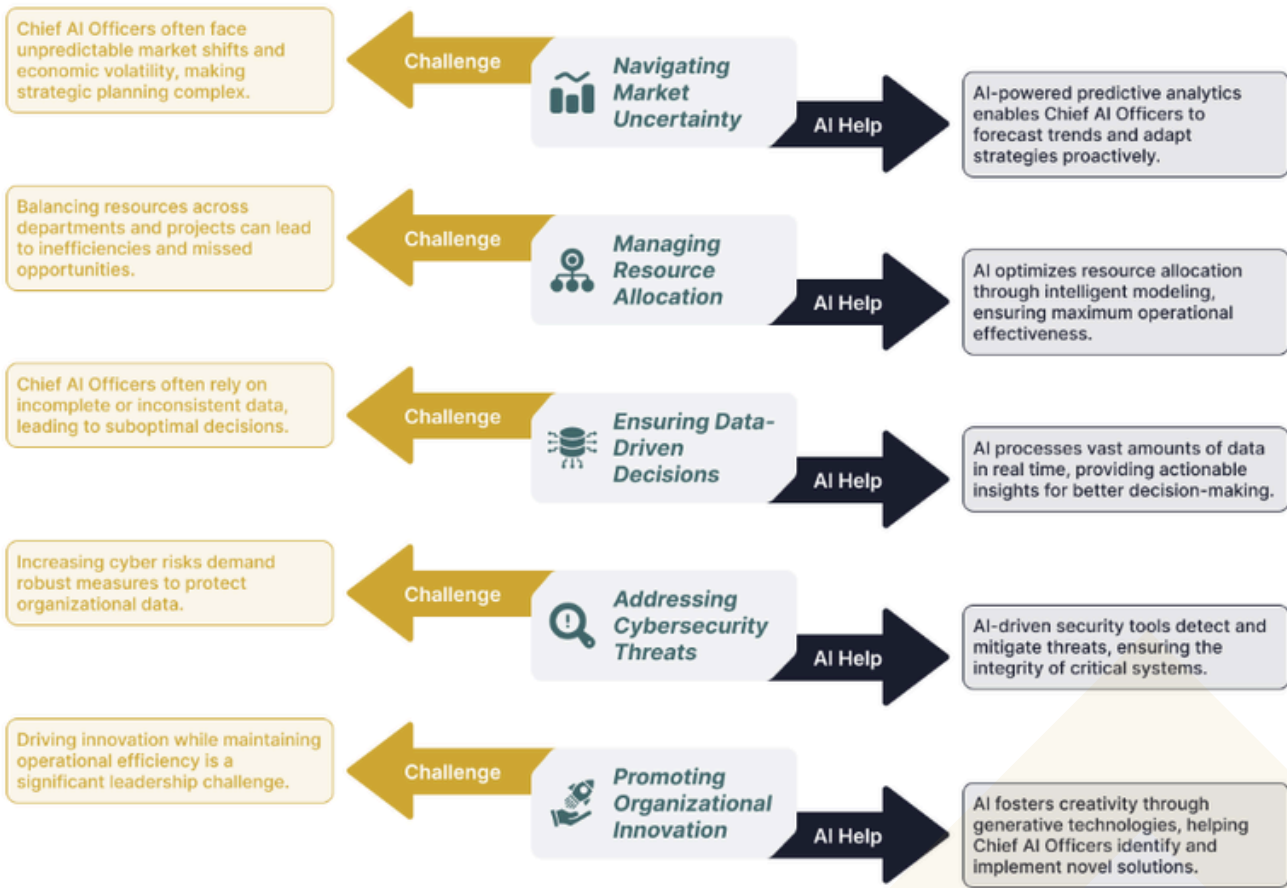 Chief AI Officers often face
unpredictable market shifts and
economic volatility, making
strategic planning complex.
Challenge
Navigating
Market
Uncertainty
AI Help
AI-powered predictive analytics
enables Chief AI Officers to
forecast trends and adapt
strategies proactively.
Balancing resources across
departments and projects can lead
to inefficiencies and missed
opportunities.
Challenge
Managing
Resource
Allocation
AI Help
AI optimizes resource allocation
through intelligent modeling,
ensuring maximum operational
effectiveness.
Chief AI Officers often rely on
incomplete or inconsistent data,
leading to suboptimal decisions.
Challenge
Ensuring Data-
Driven
Decisions
AI Help
AI processes vast amounts of data
in real time, providing actionable
insights for better decision-making.
Increasing cyber risks demand
robust measures to protect
organizational data.
Challenge
Addressing
Cybersecurity
Threats
AI Help
AI-driven security tools detect and
mitigate threats, ensuring the
integrity of critical systems.
Driving innovation while maintaining
operational efficiency is a
significant leadership challenge.
Challenge
Promoting
Organizational
Innovation
AI Help
AI fosters creativity through
generative technologies, helping
Chief AI Officers identify and
implement novel solutions.